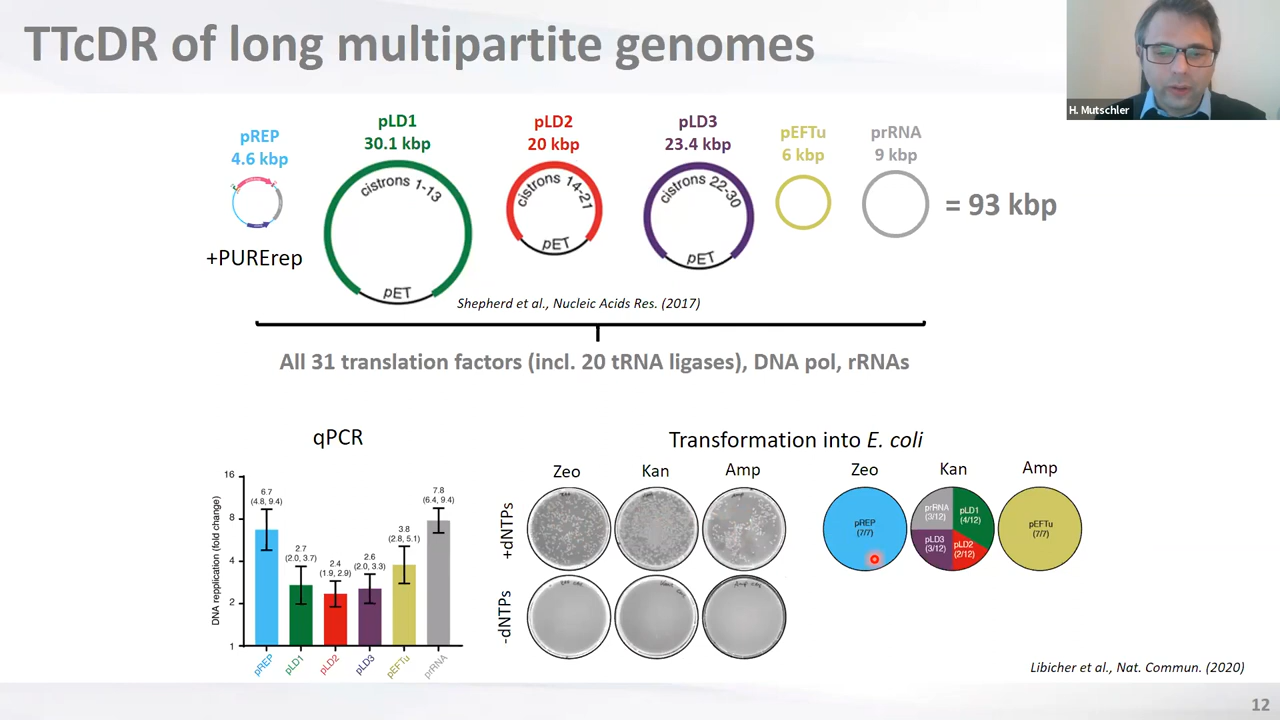 TTcDR of long multipartite genomes
H. Mutschler
pREP
4.6 kbp
+PURErep
pLD1
30.1 kbp
cistrons 1-13
pET
pLD2
20 kbp
cistrons 14-21
pET
pLD3
23.4 kbp
cistrons 22-30
pET
pEFTu
6 kbp
prRNA
9 kbp
= 93 kbp
Shepherd et al., Nucleic Acids Res. (2017)
All 31 translation factors (incl. 20 tRNA ligases), DNA pol, rRNAs
qPCR
DNA repplication (fold change)
16
8
4
2
1
6.7
(4.8, 9.4)
2.7
(2.0, 3.7)
2.4
(1.9, 2.9)
2.6
(2.0, 3.3)
3.8
(2.8, 5.1)
7.8
(6.4, 9.4)
pREP
pLD1
pLD2
pLD3
pEFTu
prRNA
Transformation into E. coli
Zeo
Kan
Amp
+dNTPs
-dNTPs
Zeo
Kan
Amp
pREP
(7/7)
prRNA
(3/12)
pLD1
(4/12)
pLD3
(3/12)
pLD2
(2/12)
pEFTu
(7/7)
Libicher et al., Nat. Commun. (2020)
12